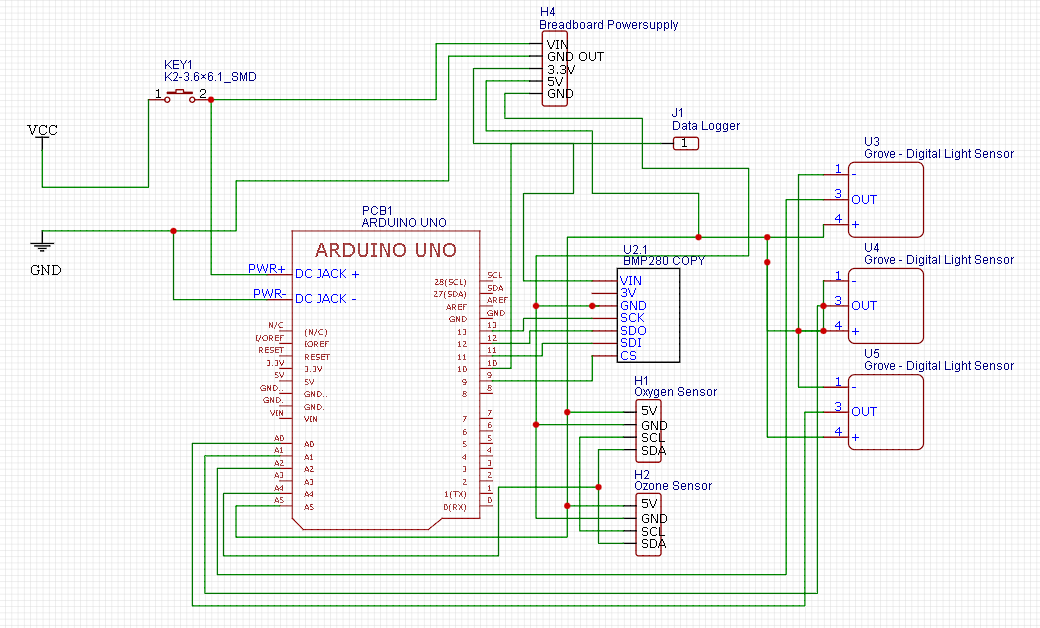 H4
Breadboard Powersupply
VIN
GND OUT
3.3V
5V
GND
KEY1
K2-3.6×6.1_SMD
1
2
VCC
GND
J1
Data Logger
1
U3
Grove - Digital Light Sensor
1 -
3 OUT
4 +
U4
Grove - Digital Light Sensor
1 -
3 OUT
4 +
U5
Grove - Digital Light Sensor
1 -
3 OUT
4 +
PCB1
ARDUINO UNO
ARDUINO UNO
PWR+ DC JACK +
PWR- DC JACK -
N/C (N/C)
I/OREF IOREF
RESET RESET
3.3V 3.3V
5V 5V
GND.. GND..
GND. GND.
VIN VIN
A0 A0
A1 A1
A2 A2
A3 A3
A4 A4
A5 A5
28(SCL) SCL
27(SDA) SDA
AREF AREF
GND GND
13 13
12 12
11 11
10 10
9 9
8 8
7 7
6 6
5 5
4 4
3 3
2 2
1(TX) 1
0(RX) 0
U2.1
BMP280 COPY
VIN
3V
GND
SCK
SDO
SDI
CS
H1
Oxygen Sensor
5V
GND
SCL
SDA
H2
Ozone Sensor
5V
GND
SCL
SDA